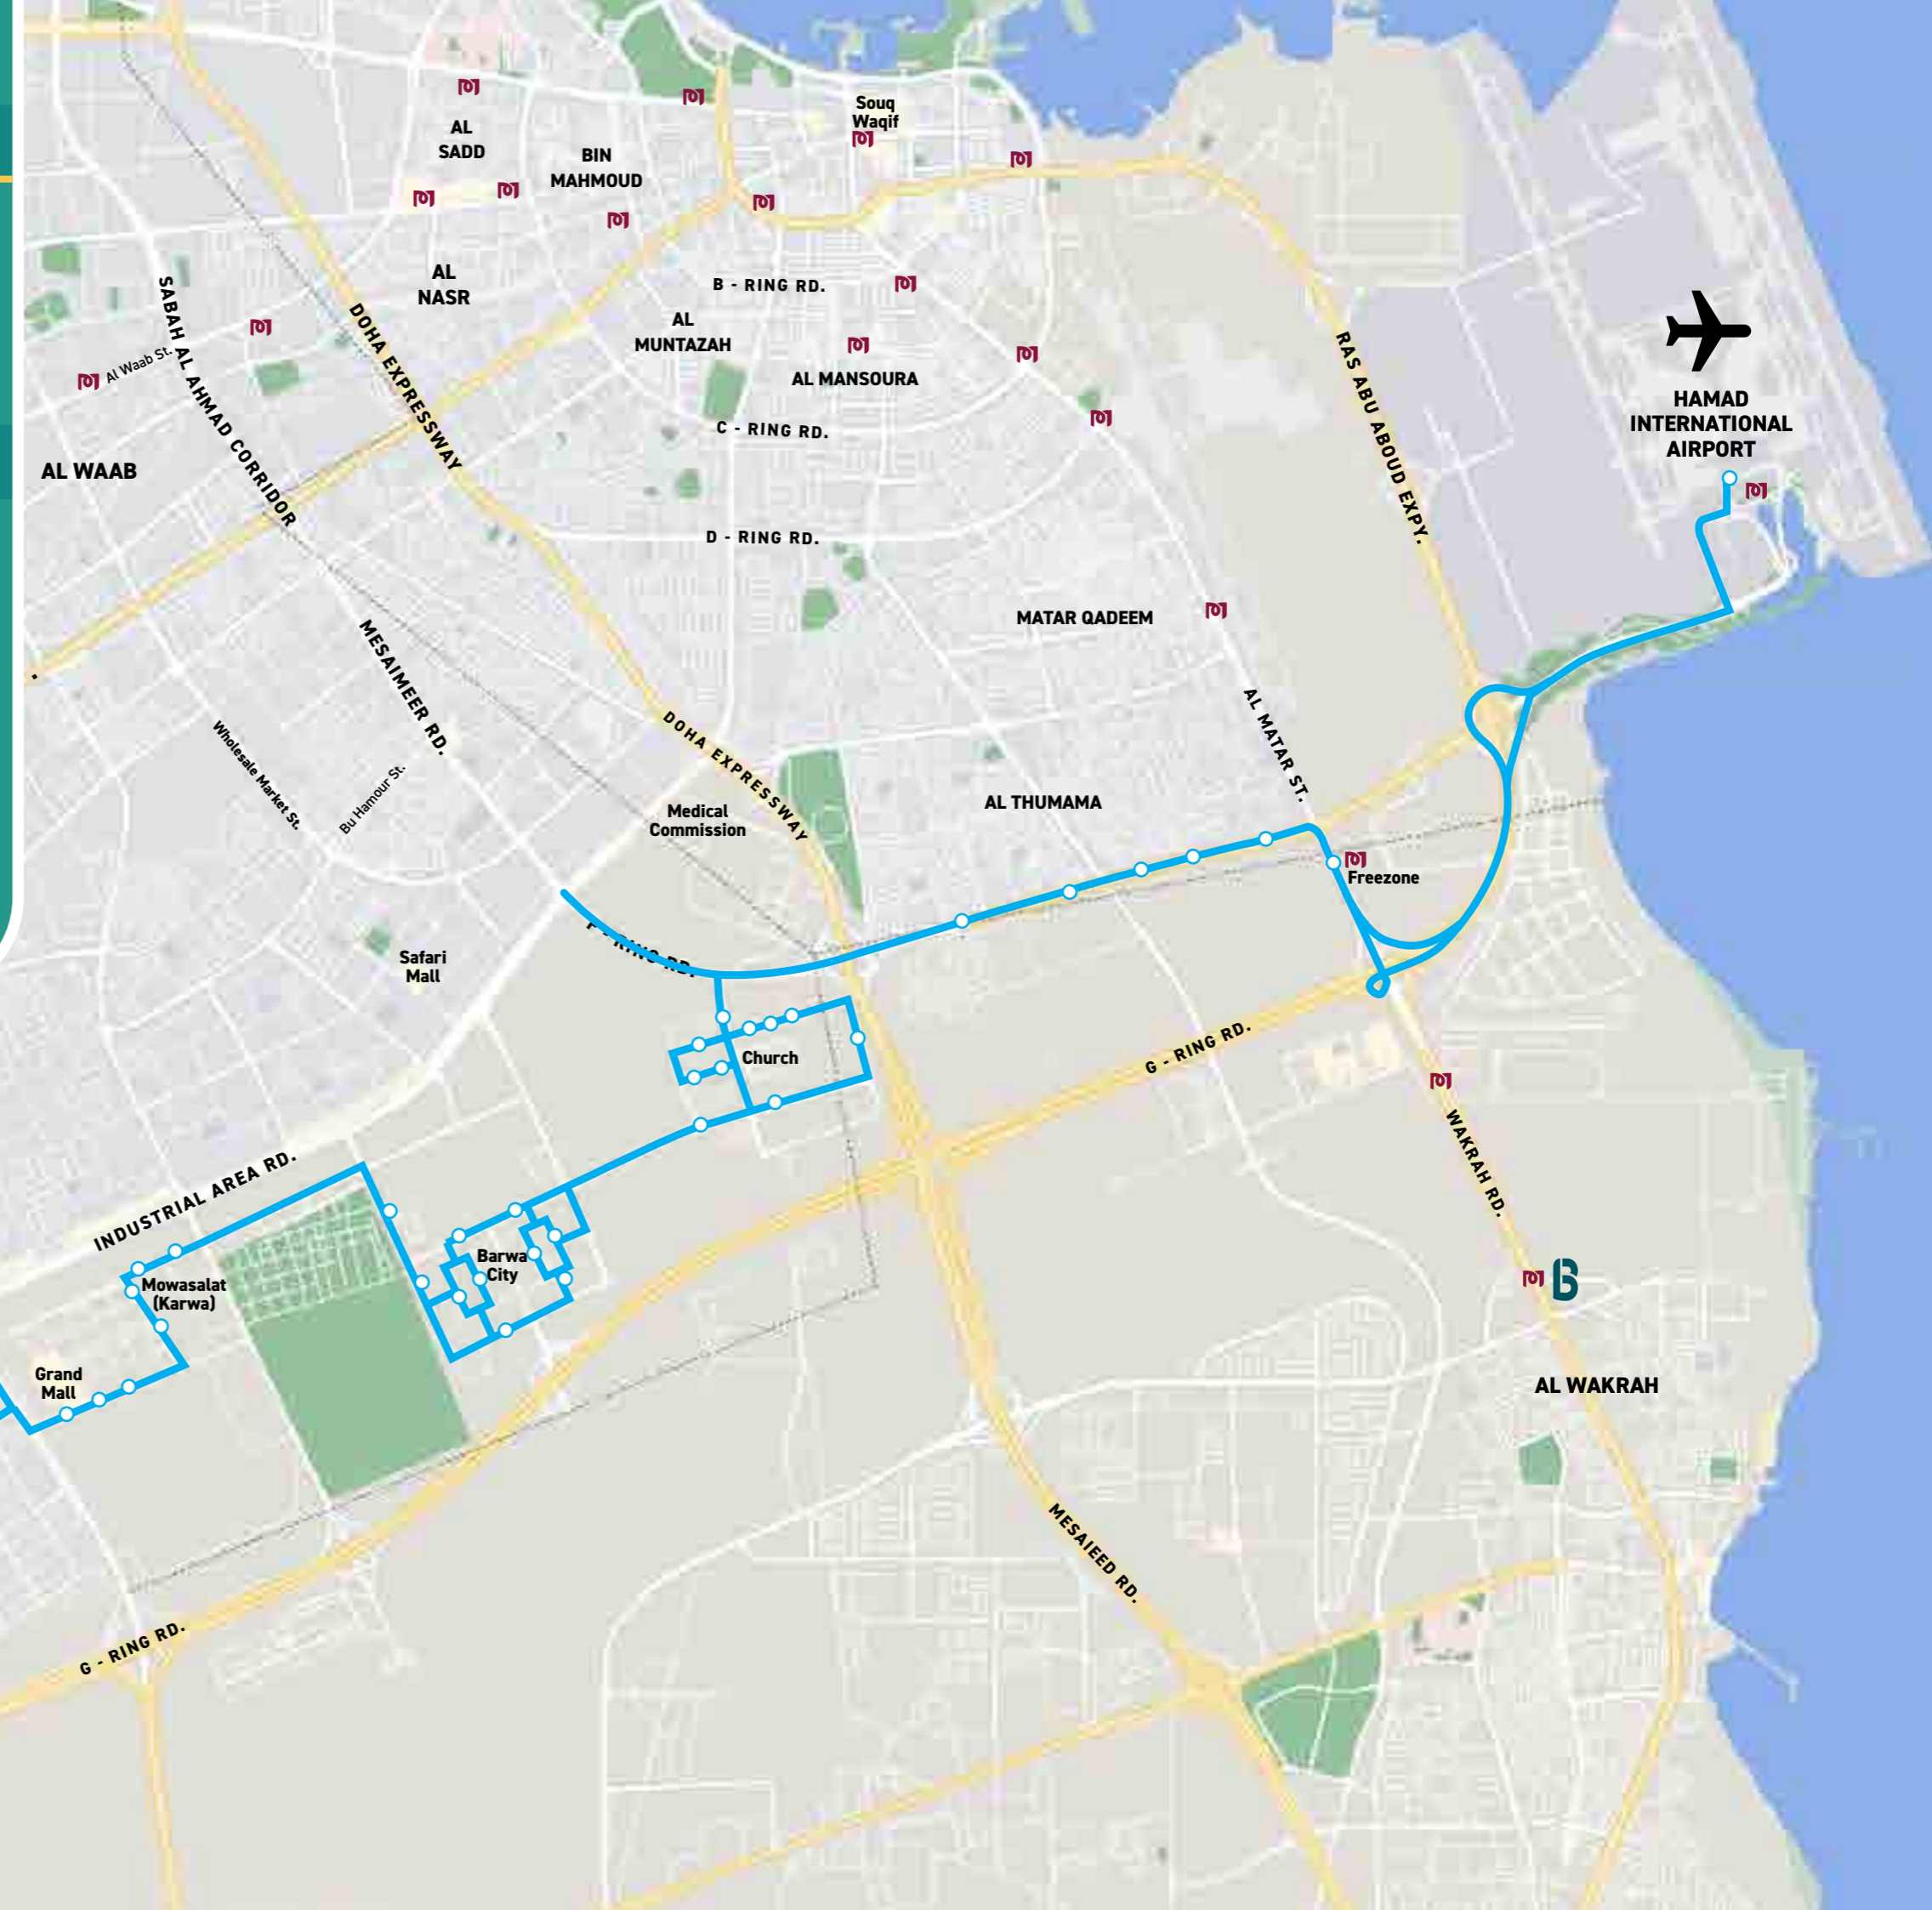 Souq
Waqif
AL
SADD
BIN
MAHMOUD
AL
NASR
B - RING RD.
AL
MUNTAZAH
AL MANSOURA
SABAH AL AHMAD CORRIDOR
DOHA EXPRESSWAY
Al Waab St.
RAS ABU ABOUD EXPY.
HAMAD
INTERNATIONAL
AIRPORT
C - RING RD.
AL WAAB
D - RING RD.
MATAR QADEEM
MESAIMEER RD.
AL MATAR ST.
Wholesale Market St.
Bu Hamour St.
DOHA EXPRESSWAY
Medical
Commission
AL THUMAMA
Freezone
RING RD.
Safari
Mall
Church
G - RING RD.
WAKRAH RD.
INDUSTRIAL AREA RD.
Barwa
City
Mowasalat
(Karwa)
Grand
Mall
AL WAKRAH
MESAIEED RD.
G - RING RD.